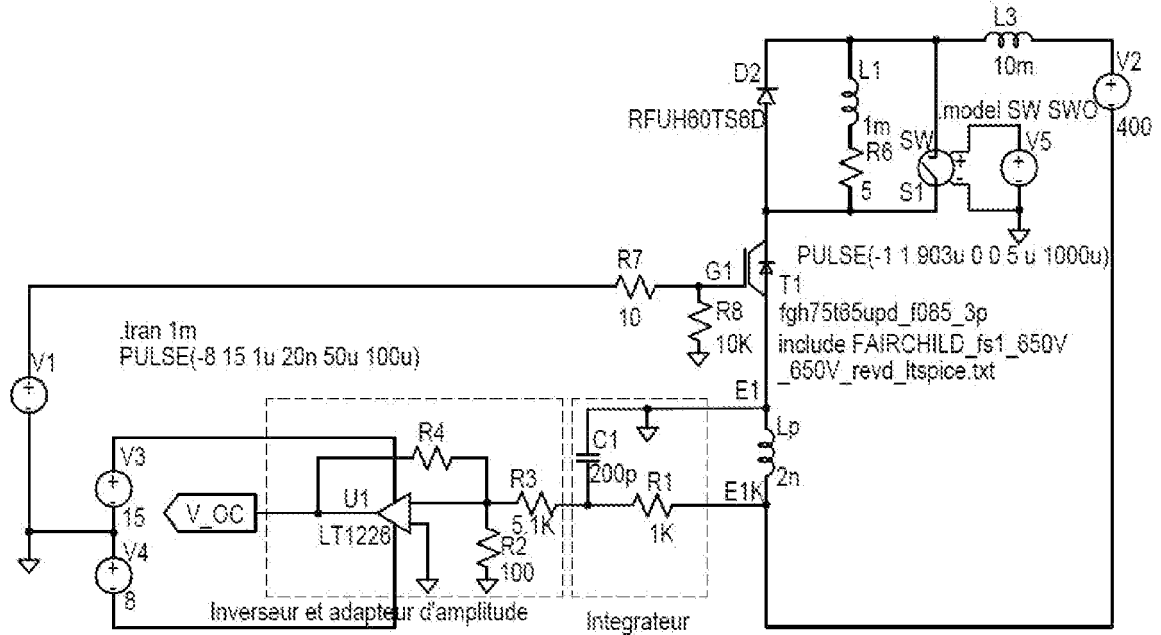 L3
10m
V2
400
D2
RFUH60TS6D
L1
1m
R6
5
.model SW SWO
SW
S1
V5
PULSE(-1 1.903u 0 0 5 u 1000u)
R7
10
G1
R8
10K
T1
fgh75t65upd_f085_3p
include FAIRCHILD_fs1_650V
_650V_revd_ltspice.txt
.tran 1m
PULSE(-8 15 1u 20n 50u 100u)
V1
E1
Lp
2n
E1K
C1
200p
R1
1K
R4
R3
5.1K
R2
100
U1
LT1226
V_OC
V3
15
V4
8
Inverseur et adapteur d'amplitude
Integrateur